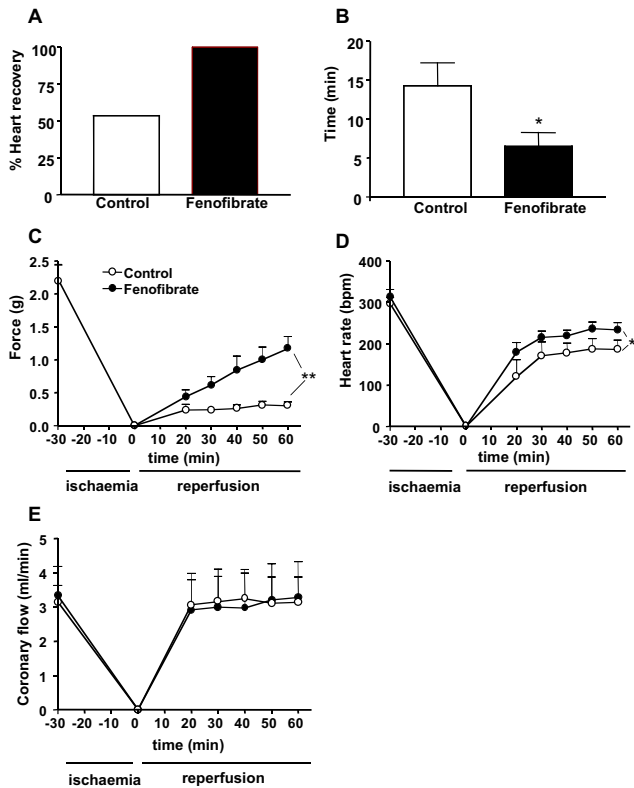 A
% Heart recovery
100
75
50
25
0
Control Fenofibrate
B
Time (min)
20
15
10
5
0
*
Control Fenofibrate
C
Force (g)
2.5
2.0
1.5
1.0
0.5
0.0
Control
Fenofibrate
**
-30 -20 -10 0 10 20 30 40 50 60
time (min)
ischaemia reperfusion
D
Heart rate (bpm)
400
300
200
100
0
*
-30 -20 -10 0 10 20 30 40 50 60
time (min)
ischaemia reperfusion
E
Coronary flow (ml/min)
5
4
3
2
1
0
-30 -20 -10 0 10 20 30 40 50 60
time (min)
ischaemia reperfusion